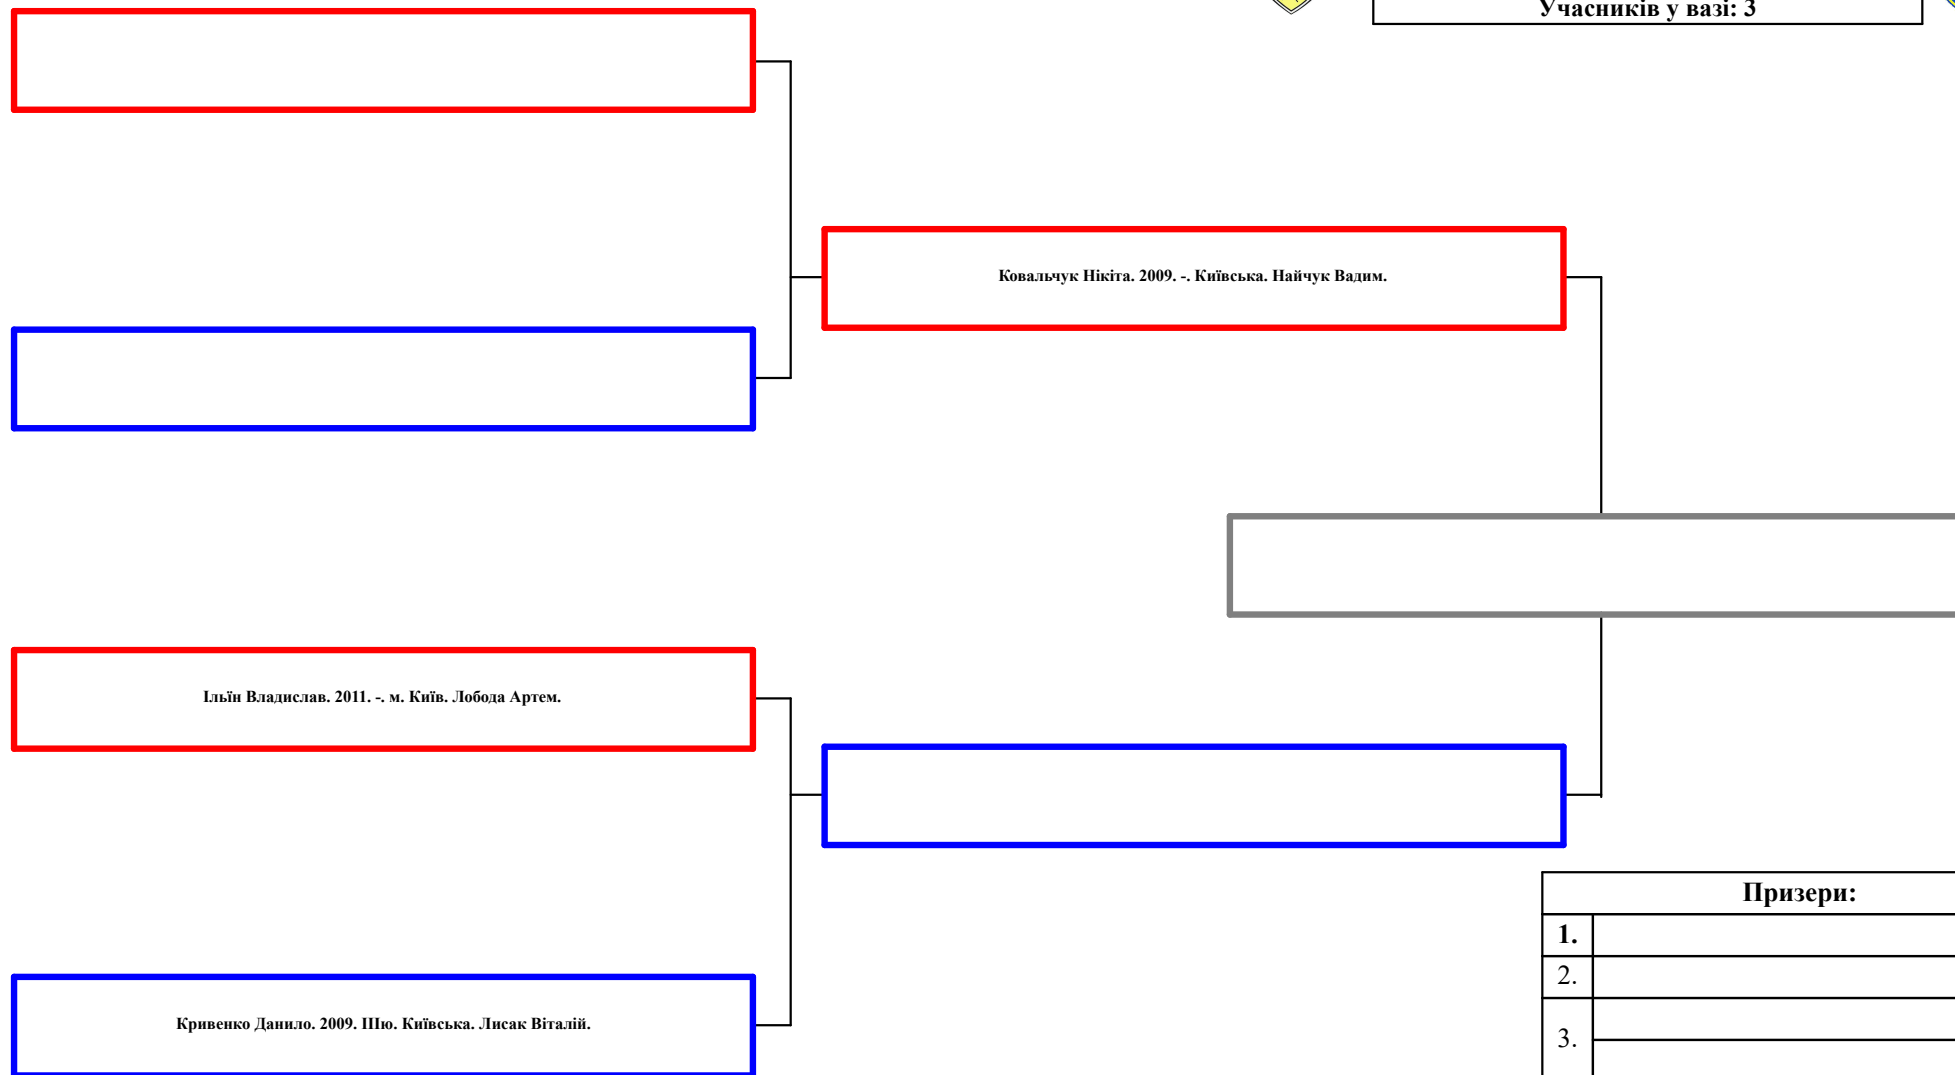 Учасників у вазі: 3
Ковальчук Нікіта. 2009. -. Київська. Найчук Вадим.
Ільїн Владислав. 2011. -. м. Київ. Лобода Артем.
Кривенко Данило. 2009. ІІІю. Київська. Лисак Віталій.
Призери:
1.
2.
3.